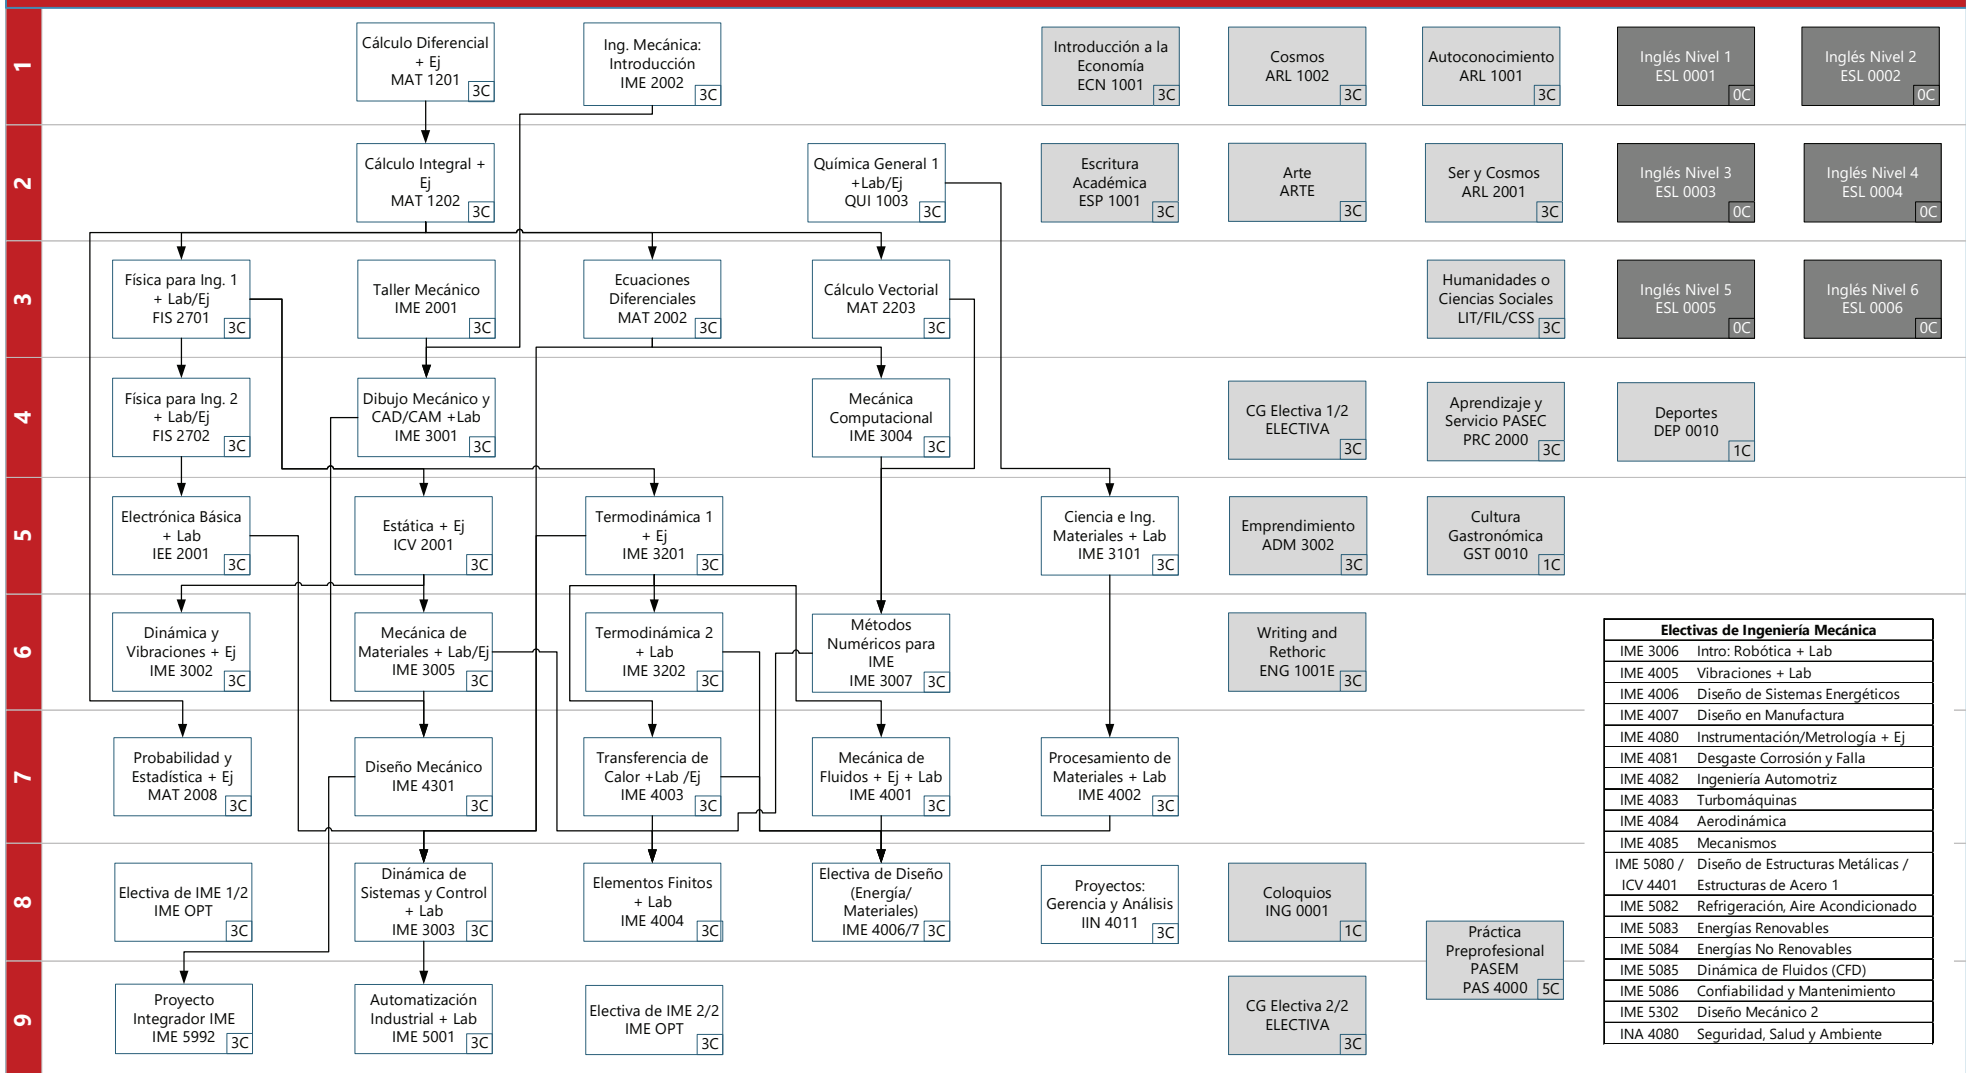 1
Cálculo Diferencial
+ Ej
MAT 1201
3C
Ing. Mecánica:
Introducción
IME 2002
3C
Introducción a la
Economía
ECN 1001
3C
Cosmos
ARL 1002
3C
Autoconocimiento
ARL 1001
3C
Inglés Nivel 1
ESL 0001
0C
Inglés Nivel 2
ESL 0002
0C
2
Cálculo Integral +
Ej
MAT 1202
3C
Química General 1
+Lab/Ej
QUI 1003
3C
Escritura
Académica
ESP 1001
3C
Arte
ARTE
3C
Ser y Cosmos
ARL 2001
3C
Inglés Nivel 3
ESL 0003
0C
Inglés Nivel 4
ESL 0004
0C
3
Física para Ing. 1
+ Lab/Ej
FIS 2701
3C
Taller Mecánico
IME 2001
3C
Ecuaciones
Diferenciales
MAT 2002
3C
Cálculo Vectorial
MAT 2203
3C
Humanidades o
Ciencias Sociales
LIT/FIL/CSS
3C
Inglés Nivel 5
ESL 0005
0C
Inglés Nivel 6
ESL 0006
0C
4
Física para Ing. 2
+ Lab/Ej
FIS 2702
3C
Dibujo Mecánico y
CAD/CAM +Lab
IME 3001
3C
Mecánica
Computacional
IME 3004
3C
CG Electiva 1/2
ELECTIVA
3C
Aprendizaje y
Servicio PASEC
PRC 2000
3C
Deportes
DEP 0010
1C
5
Electrónica Básica
+ Lab
IEE 2001
3C
Estática + Ej
ICV 2001
3C
Termodinámica 1
+ Ej
IME 3201
3C
Ciencia e Ing.
Materiales + Lab
IME 3101
3C
Emprendimiento
ADM 3002
3C
Cultura
Gastronómica
GST 0010
1C
6
Dinámica y
Vibraciones + Ej
IME 3002
3C
Mecánica de
Materiales + Lab/Ej
IME 3005
3C
Termodinámica 2
+ Lab
IME 3202
3C
Métodos
Numéricos para
IME
IME 3007
3C
Writing and
Rethoric
ENG 1001E
3C
7
Probabilidad y
Estadística + Ej
MAT 2008
3C
Diseño Mecánico
IME 4301
3C
Transferencia de
Calor +Lab /Ej
IME 4003
3C
Mecánica de
Fluidos + Ej + Lab
IME 4001
3C
Procesamiento de
Materiales + Lab
IME 4002
3C
8
Electiva de IME 1/2
IME OPT
3C
Dinámica de
Sistemas y Control
+ Lab
IME 3003
3C
Elementos Finitos
+ Lab
IME 4004
3C
Electiva de Diseño
(Energía/
Materiales)
IME 4006/7
3C
Proyectos:
Gerencia y Análisis
IIN 4011
3C
Coloquios
ING 0001
1C
Práctica
Preprofesional
PASEM
PAS 4000
5C
9
Proyecto
Integrador IME
IME 5992
3C
Automatización
Industrial + Lab
IME 5001
3C
Electiva de IME 2/2
IME OPT
3C
CG Electiva 2/2
ELECTIVA
3C
Electivas de Ingeniería Mecánica
IME 3006 Intro: Robótica + Lab
IME 4005 Vibraciones + Lab
IME 4006 Diseño de Sistemas Energéticos
IME 4007 Diseño en Manufactura
IME 4080 Instrumentación/Metrología + Ej
IME 4081 Desgaste Corrosión y Falla
IME 4082 Ingeniería Automotriz
IME 4083 Turbomáquinas
IME 4084 Aerodinámica
IME 4085 Mecanismos
IME 5080 / Diseño de Estructuras Metálicas /
ICV 4401 Estructuras de Acero 1
IME 5082 Refrigeración, Aire Acondicionado
IME 5083 Energías Renovables
IME 5084 Energías No Renovables
IME 5085 Dinámica de Fluidos (CFD)
IME 5086 Confiabilidad y Mantenimiento
IME 5302 Diseño Mecánico 2
INA 4080 Seguridad, Salud y Ambiente